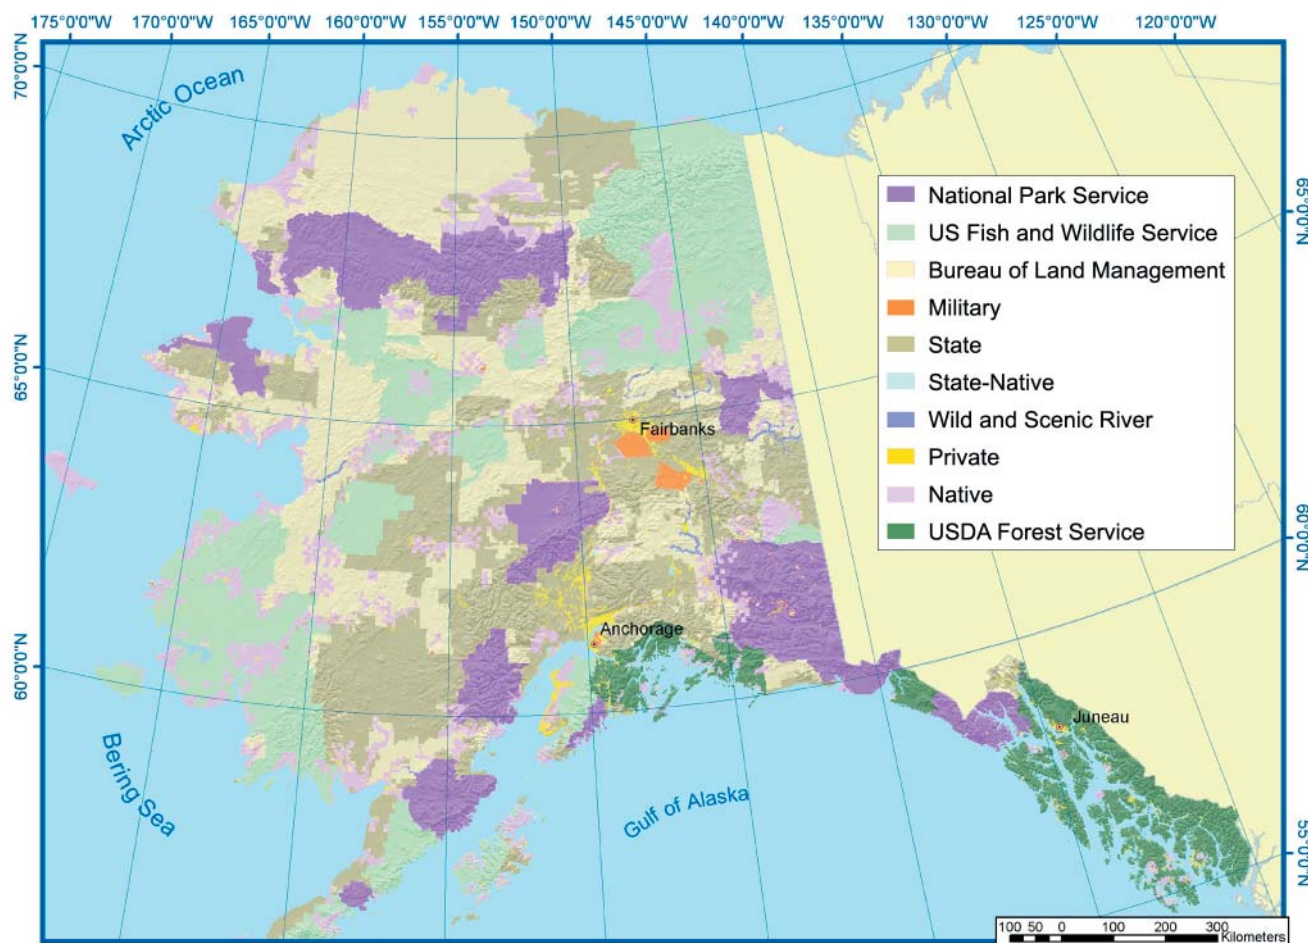 175°0'0"W 170°0'0"W 165°0'0"W 160°0'0"W 155°0'0"W 150°0'0"W 145°0'0"W 140°0'0"W 135°0'0"W 130°0'0"W 125°0'0"W 120°0'0"W
70°0'0"N
Arctic Ocean
National Park Service
US Fish and Wildlife Service
Bureau of Land Management
Military
State
State-Native
Wild and Scenic River
Private
Native
USDA Forest Service
65°0'0"N
65°0'0"N
Fairbanks
60°0'0"N
Anchorage
60°0'0"N
Juneau
Bering Sea
Gulf of Alaska
55°0'0"N
100 50 0 100 200 300
Kilometers